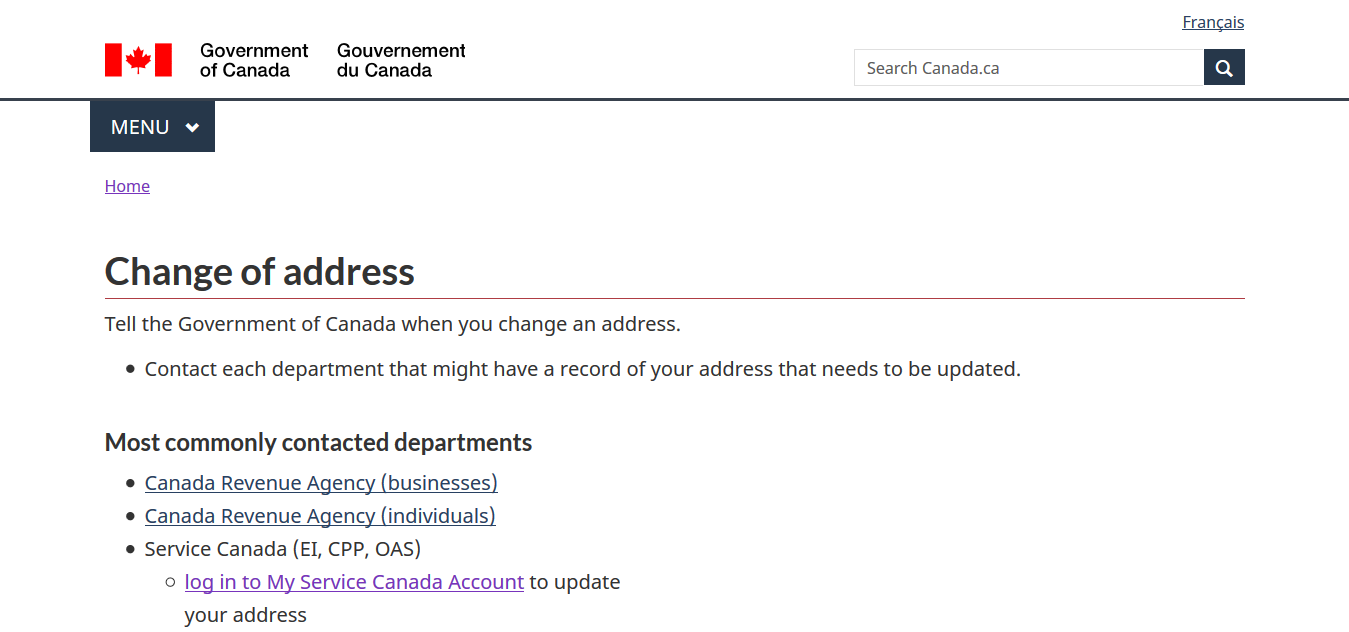 Français
Government of Canada
Gouvernement du Canada
Search Canada.ca
MENU
Home
Change of address
Tell the Government of Canada when you change an address.
Contact each department that might have a record of your address that needs to be updated.
Most commonly contacted departments
Canada Revenue Agency (businesses)
Canada Revenue Agency (individuals)
Service Canada (EI, CPP, OAS)
log in to My Service Canada Account to update
your address